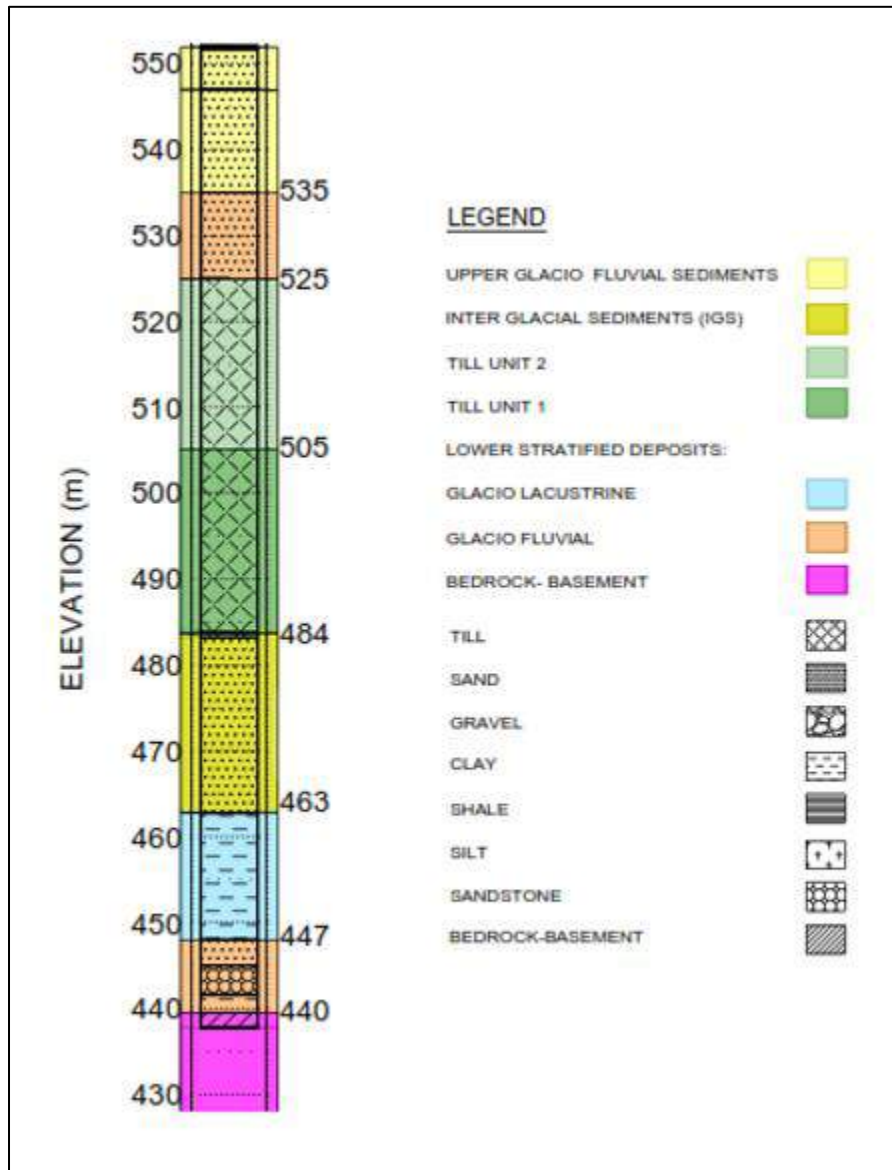 550
540
535
530
525
520
510
505
500
490
484
480
470
463
460
450
447
440
440
430
ELEVATION (m)
LEGEND
UPPER GLACIO FLUVIAL SEDIMENTS
INTER GLACIAL SEDIMENTS (IGS)
TILL UNIT 2
TILL UNIT 1
LOWER STRATIFIED DEPOSITS:
GLACIO LACUSTRINE
GLACIO FLUVIAL
BEDROCK- BASEMENT
TILL
SAND
GRAVEL
CLAY
SHALE
SILT
SANDSTONE
BEDROCK-BASEMENT